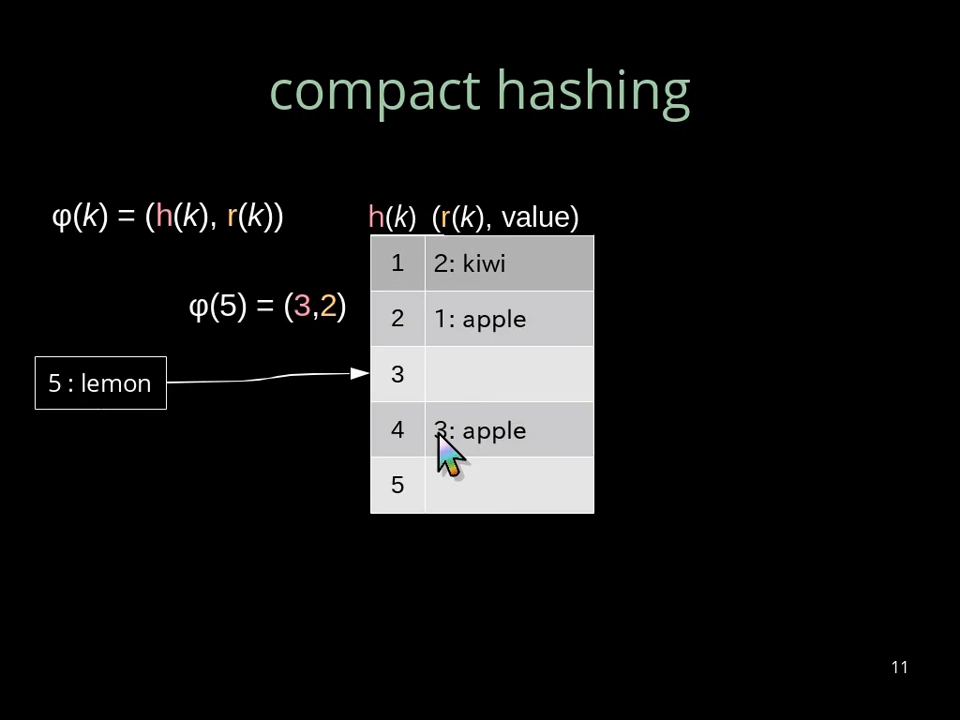 compact hashing
φ(k) = (h(k), r(k))
h(k) (r(k), value)
1 2: kiwi
φ(5) = (3,2)
2 1: apple
5 : lemon
3
4 3: apple
5
11